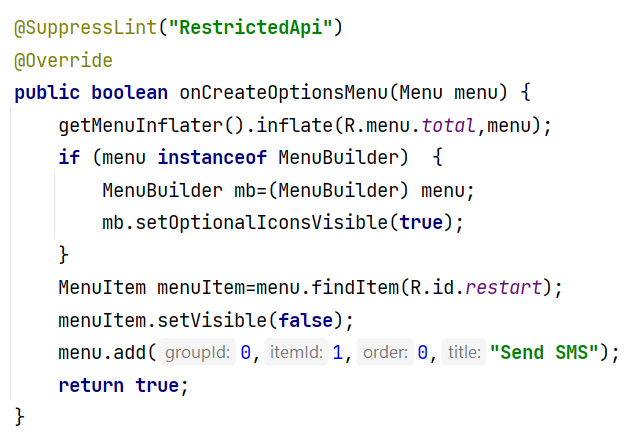 @SuppressLint("RestrictedApi")
@Override
public boolean onCreateOptionsMenu(Menu menu) {
    getMenuInflater().inflate(R.menu.total,menu);
    if (menu instanceof MenuBuilder)  {
        MenuBuilder mb=(MenuBuilder) menu;
        mb.setOptionalIconsVisible(true);
    }
    MenuItem menuItem=menu.findItem(R.id.restart);
    menuItem.setVisible(false);
    menu.add( groupId: 0, itemId: 1, order: 0, title: "Send SMS");
    return true;
}